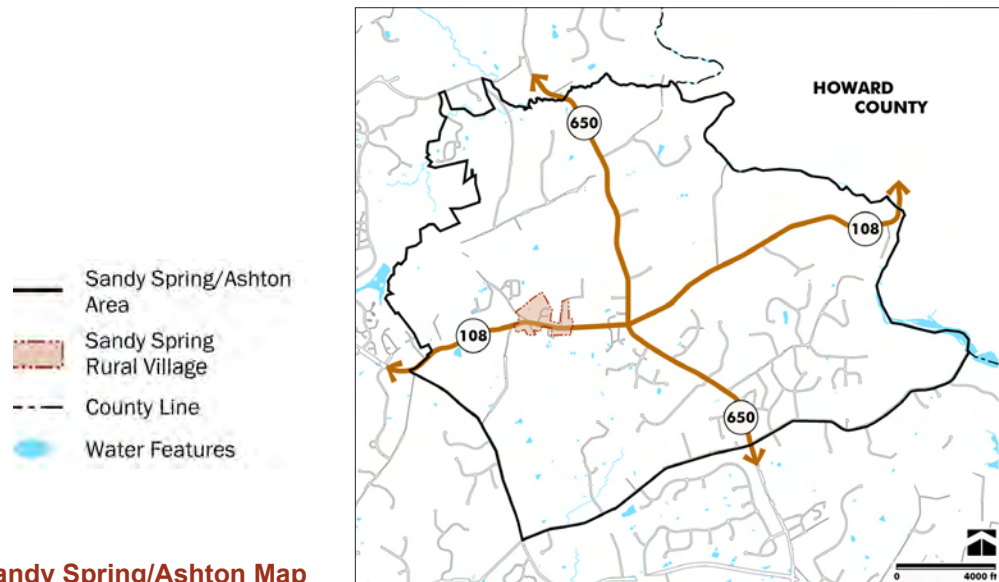 HOWARD
COUNTY
650
108
108
650
0 4000 ft
Sandy Spring/Ashton
Area
Sandy Spring
Rural Village
County Line
Water Features
andy Spring/Ashton Map